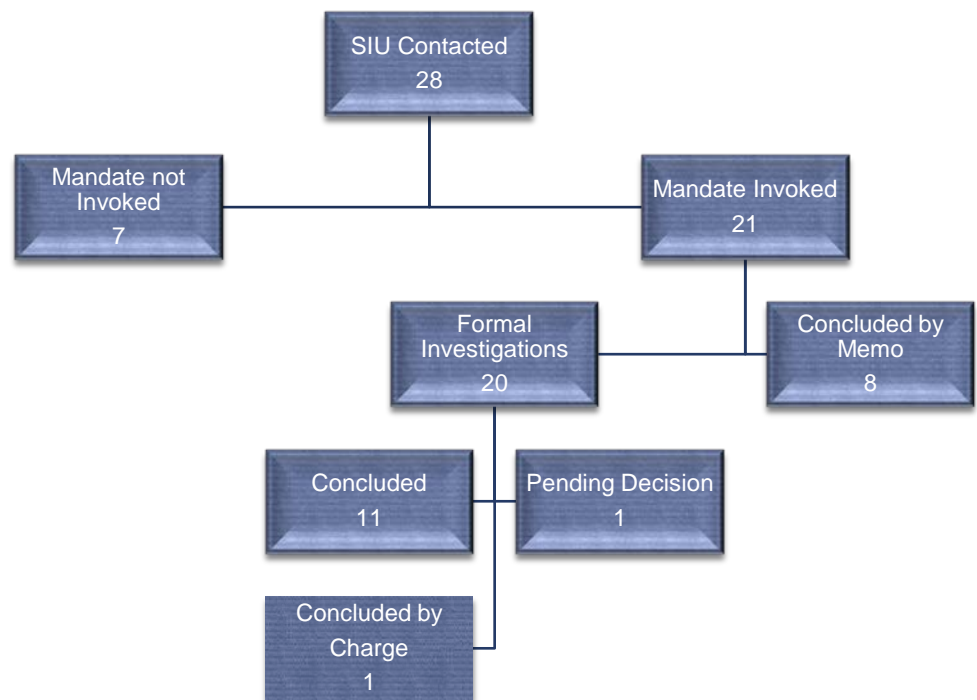 SIU Contacted
28
Mandate not
Invoked
7
Mandate Invoked
21
Formal
Investigations
20
Concluded by
Memo
8
Concluded
11
Pending Decision
1
Concluded by
Charge
1